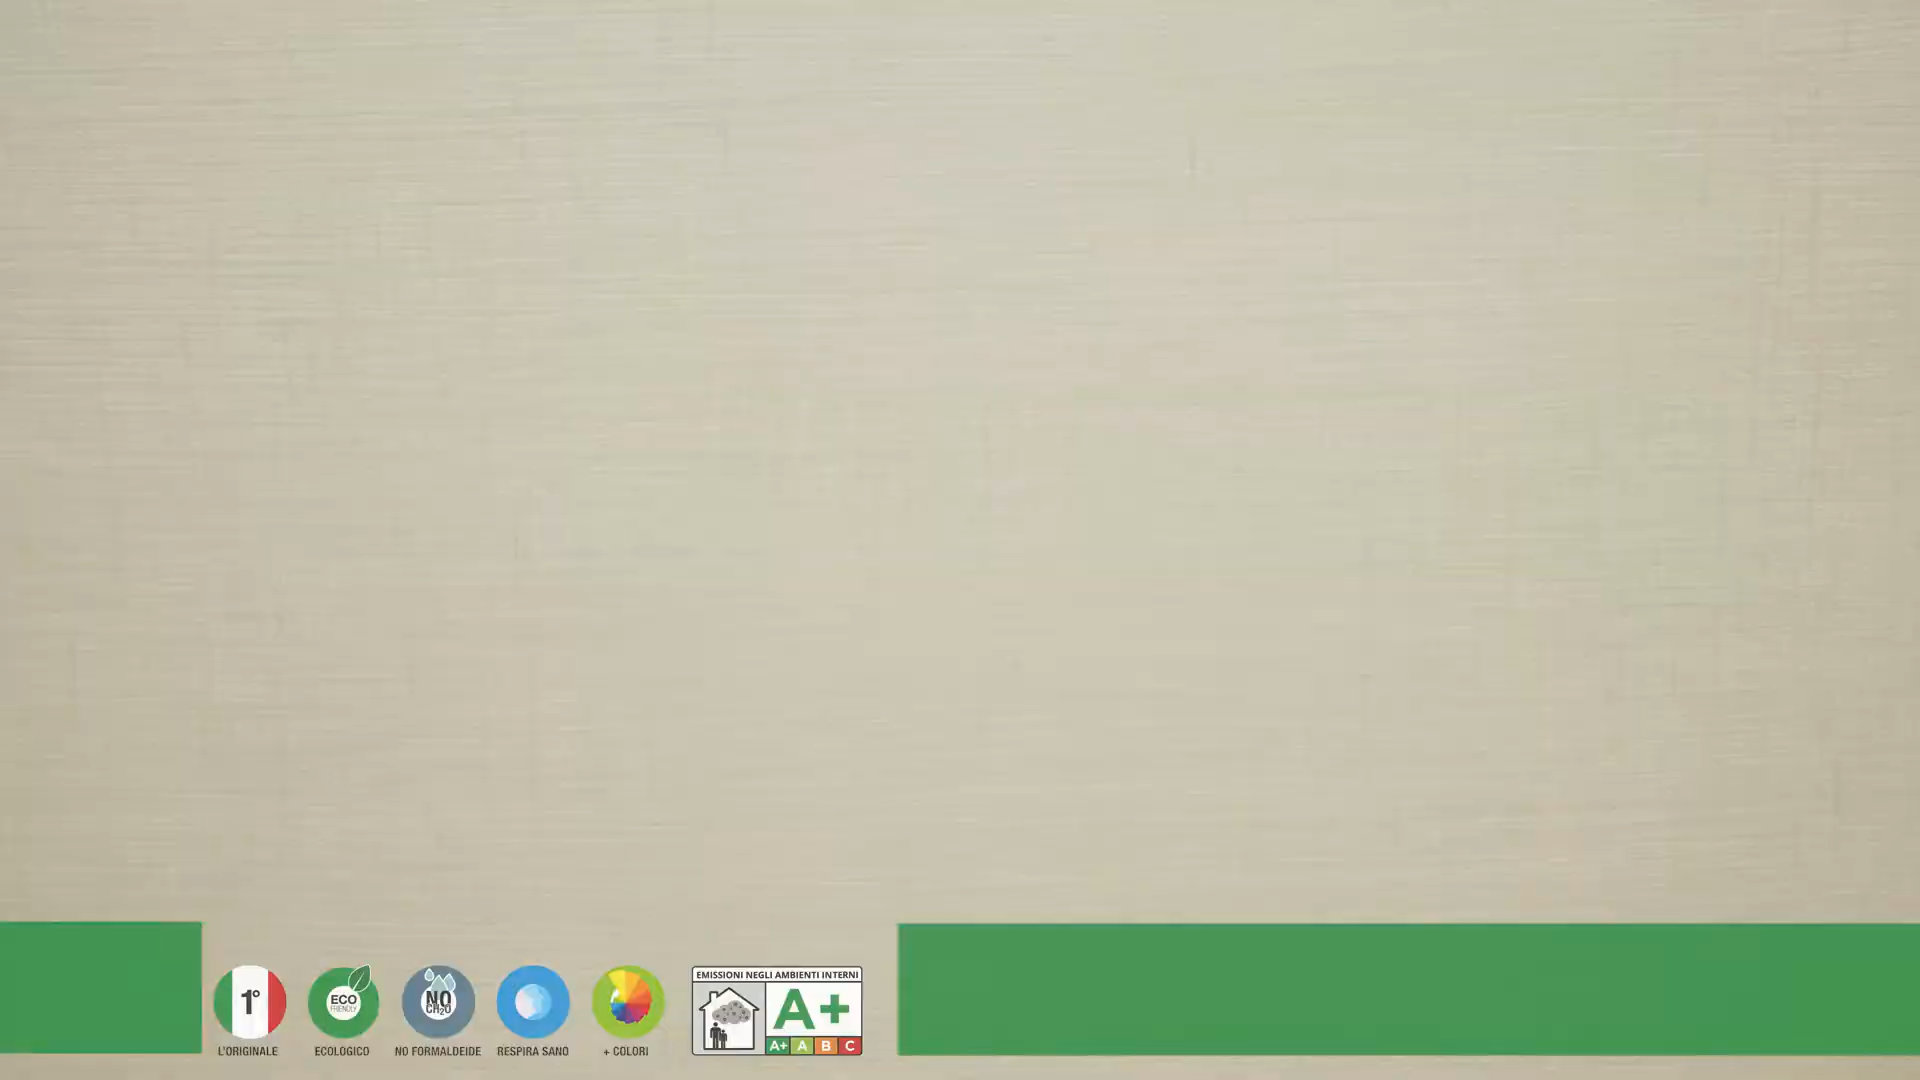 1°
L'ORIGINALE
ECO
FRIENDLY
ECOLOGICO
NO
CH₂O
NO FORMALDEIDE
RESPIRA SANO
+ COLORI
EMISSIONI NEGLI AMBIENTI INTERNI
A+
A+ A B C